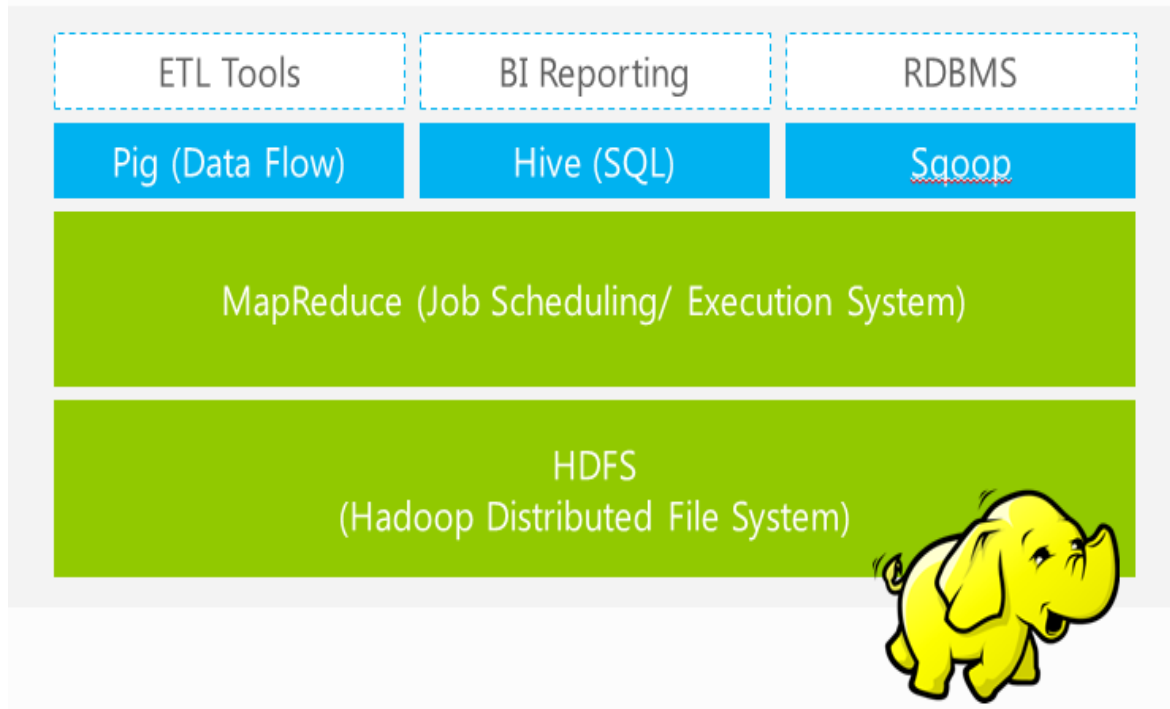 ETL Tools
BI Reporting
RDBMS
Pig (Data Flow)
Hive (SQL)
Sqoop
MapReduce (Job Scheduling/ Execution System)
HDFS
(Hadoop Distributed File System)